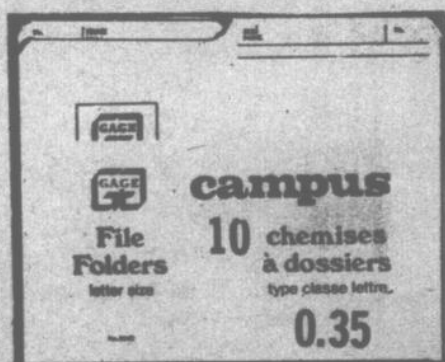 GAGE
GAGE
campus
File
Folders
letter size
10 chemises
à dossiers
type classe lettre
0.35